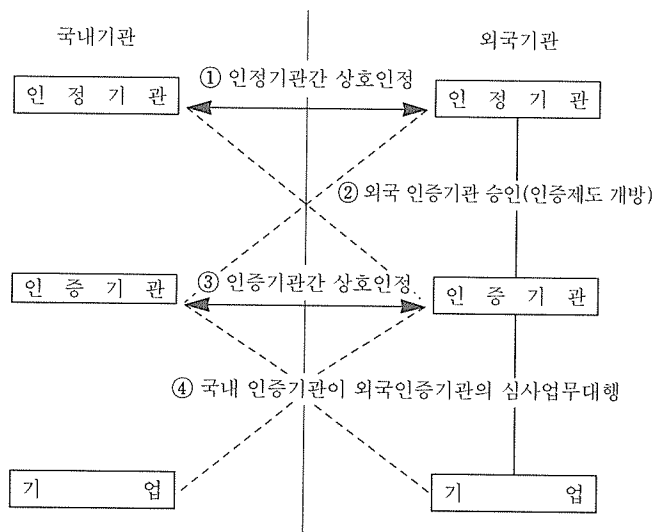 국내기관
외국기관
① 인정기관간 상호인정
인 정 기 관
인 정 기 관
② 외국 인증기관 승인(인증제도 개방)
③ 인증기관간 상호인정
인 증 기 관
인 증 기 관
④ 국내 인증기관이 외국인증기관의 심사업무대행
기 업
기 업